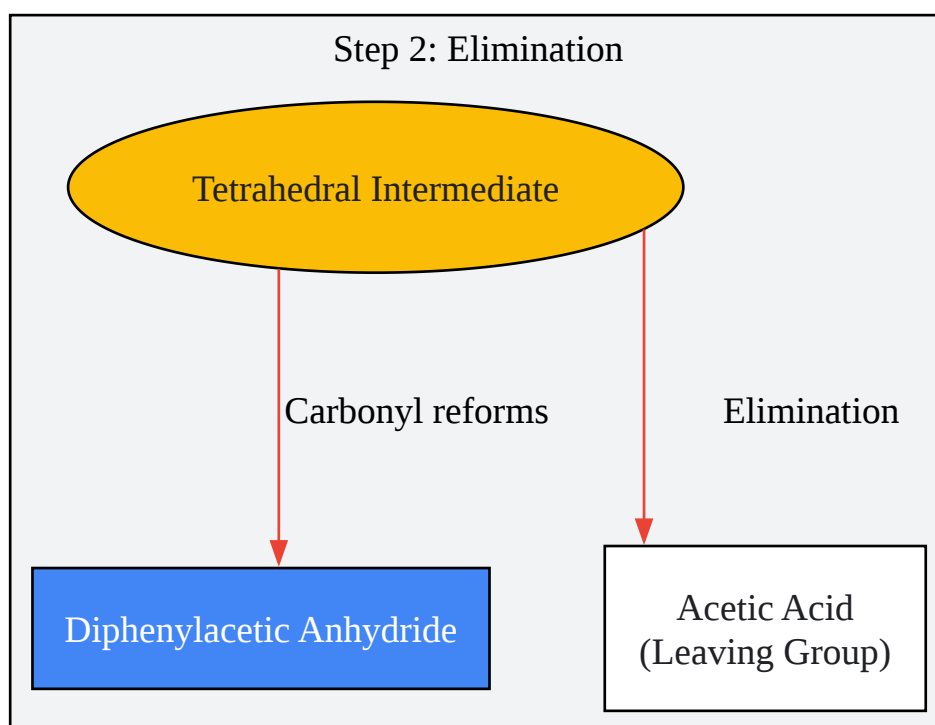 Step 2: Elimination
Tetrahedral Intermediate
Carbonyl reforms
Elimination
Diphenylacetic Anhydride
Acetic Acid
(Leaving Group)